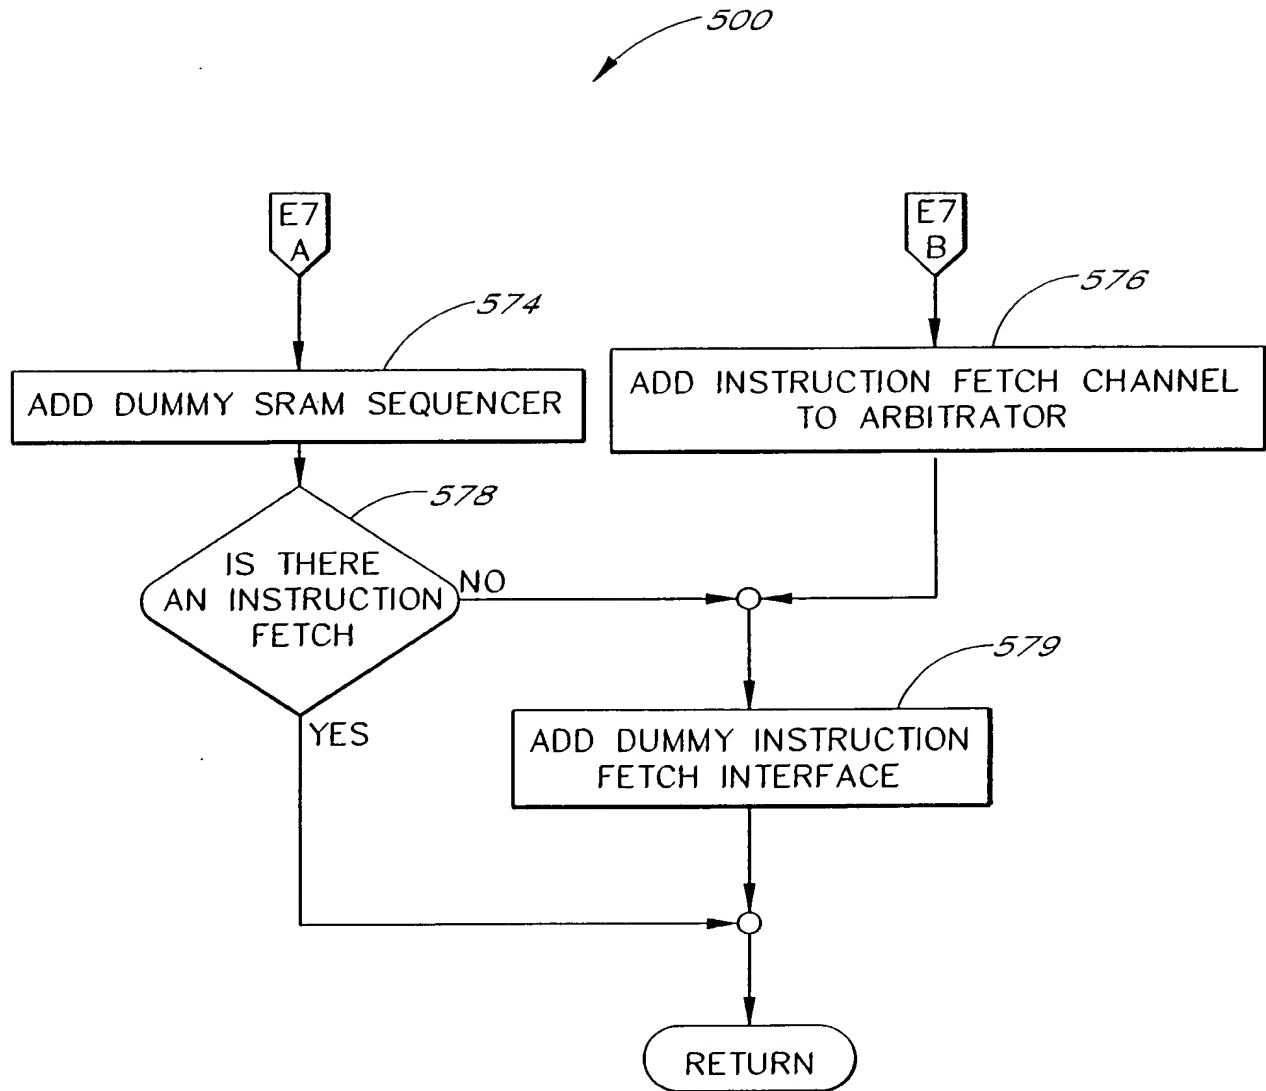 500
E7
A
E7
B
574
576
ADD DUMMY SRAM SEQUENCER
ADD INSTRUCTION FETCH CHANNEL
TO ARBITRATOR
578
IS THERE
AN INSTRUCTION
FETCH
NO
579
YES
ADD DUMMY INSTRUCTION
FETCH INTERFACE
RETURN